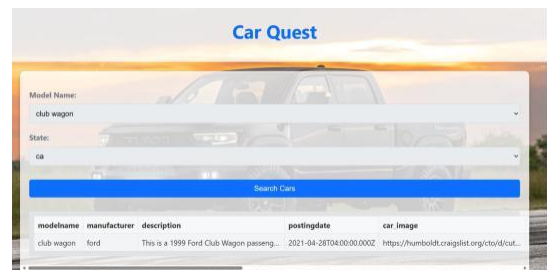 Car Quest
Model Name:
club wagon
State:
ca
Search Cars
modelname manufacturer description postingdate car_image
club wagon ford This is a 1999 Ford Club Wagon passeng... 2021-04-28T04:00:00.000Z https://humboldt.craigslist.org/cto/d/cut...